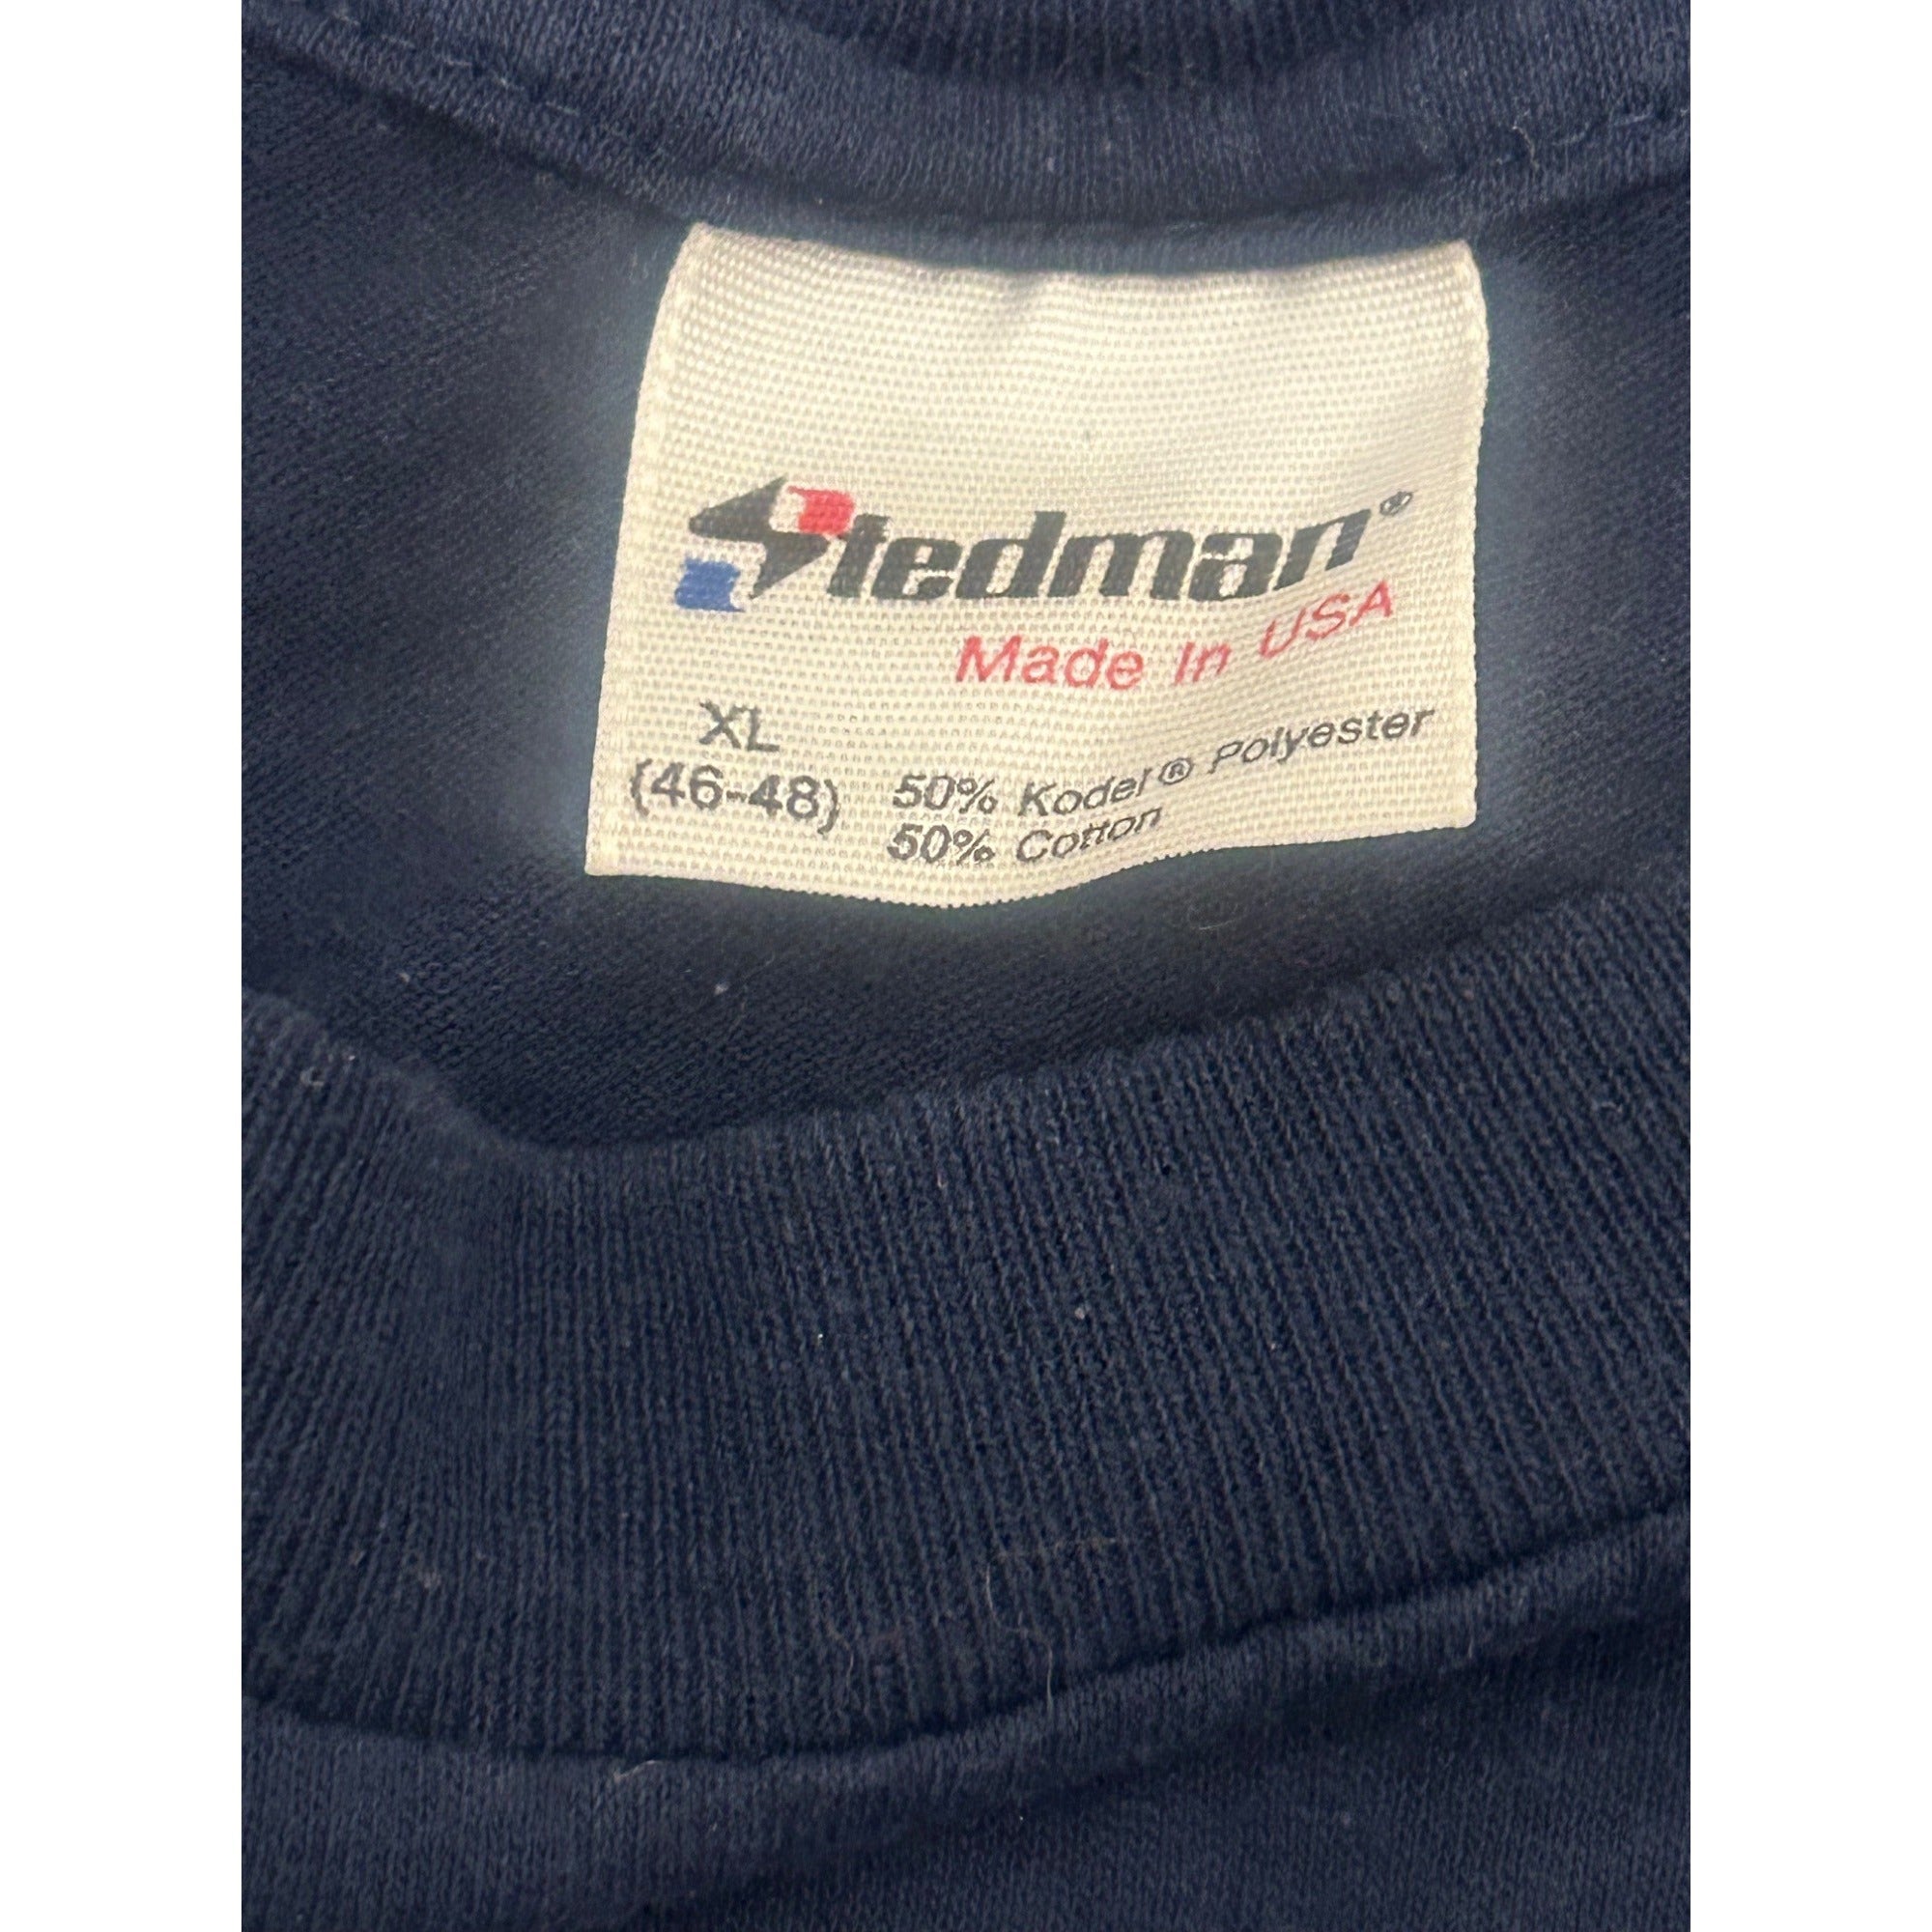 Stedman®
Made In USA
XL
(46-48)
50% Kodel® Polyester
50% Cotton